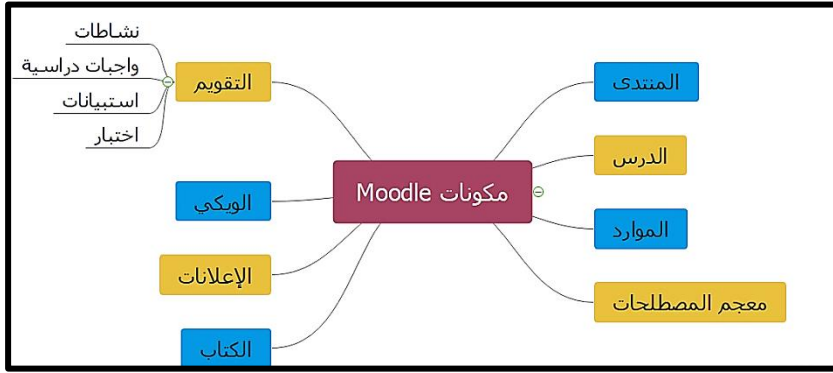 مكونات Moodle
المنتدى
الدرس
الموارد
معجم المصطلحات
التقويم
نشاطات
واجبات دراسية
استبيانات
اختبار
الويكي
الإعلانات
الكتاب